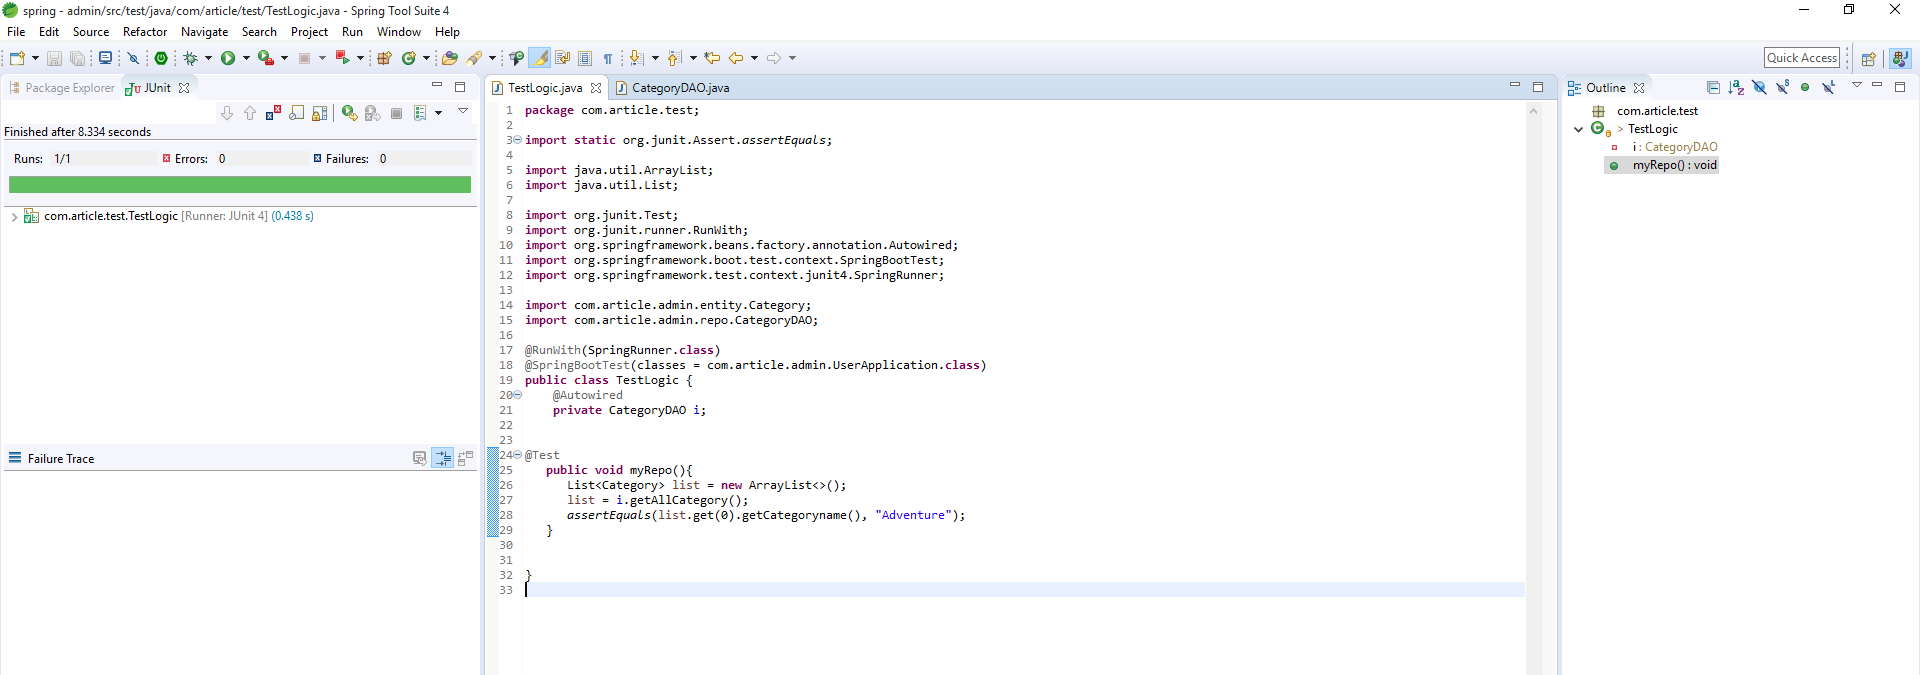 spring - admin/src/test/java/com/article/test/TestLogic.java - Spring Tool Suite 4
File Edit Source Refactor Navigate Search Project Run Window Help
Quick Access
Package Explorer JUnit
Finished after 8.334 seconds
Runs: 1/1 Errors: 0 Failures: 0
com.article.test.TestLogic [Runner: JUnit 4] (0.438 s)
Failure Trace
TestLogic.java CategoryDAO.java
1 package com.article.test;
2
3 import static org.junit.Assert.assertEquals;
4
5 import java.util.ArrayList;
6 import java.util.List;
7
8 import org.junit.Test;
9 import org.junit.runner.RunWith;
10 import org.springframework.beans.factory.annotation.Autowired;
11 import org.springframework.boot.test.context.SpringBootTest;
12 import org.springframework.test.context.junit4.SpringRunner;
13
14 import com.article.admin.entity.Category;
15 import com.article.admin.repo.CategoryDAO;
16
17 @RunWith(SpringRunner.class)
18 @SpringBootTest(classes = com.article.admin.UserApplication.class)
19 public class TestLogic {
20 @Autowired
21 private CategoryDAO i;
22
23
24 @Test
25 public void myRepo(){
26 List<Category> list = new ArrayList<>();
27 list = i.getAllCategory();
28 assertEquals(list.get(0).getCategoryname(), "Adventure");
29 }
30
31
32 }
33
Outline
com.article.test
> TestLogic
i : CategoryDAO
myRepo() : void